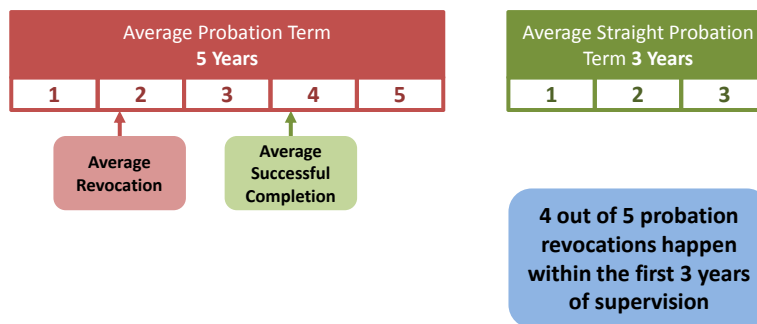 Average Probation Term
5 Years
1 2 3 4 5
Average
Revocation
Average
Successful
Completion
Average Straight Probation
Term 3 Years
1 2 3
4 out of 5 probation
revocations happen
within the first 3 years
of supervision